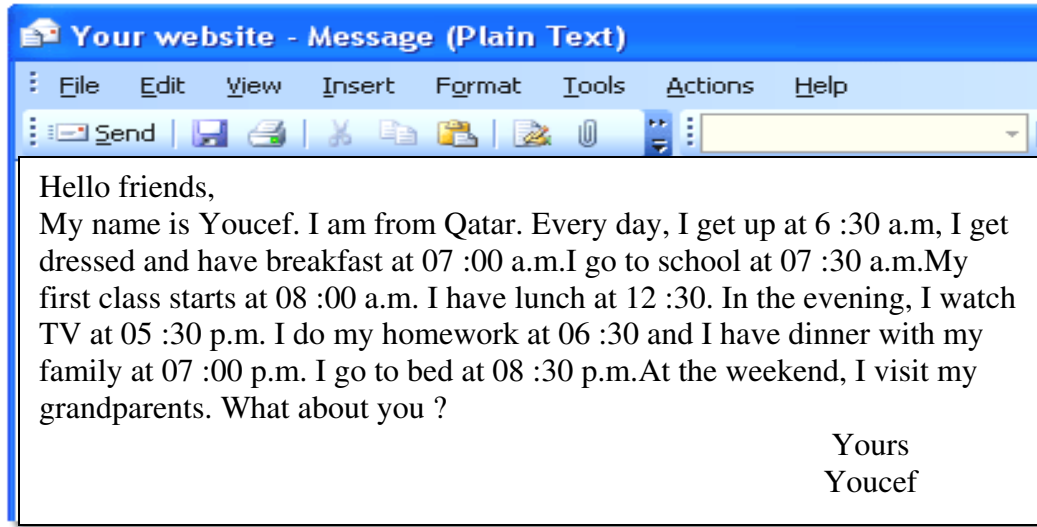 Your website - Message (Plain Text)
File Edit View Insert Format Tools Actions Help
Send
Hello friends,
My name is Youcef. I am from Qatar. Every day, I get up at 6 :30 a.m, I get
dressed and have breakfast at 07 :00 a.m.I go to school at 07 :30 a.m.My
first class starts at 08 :00 a.m. I have lunch at 12 :30. In the evening, I watch
TV at 05 :30 p.m. I do my homework at 06 :30 and I have dinner with my
family at 07 :00 p.m. I go to bed at 08 :30 p.m.At the weekend, I visit my
grandparents. What about you ?
Yours
Youcef